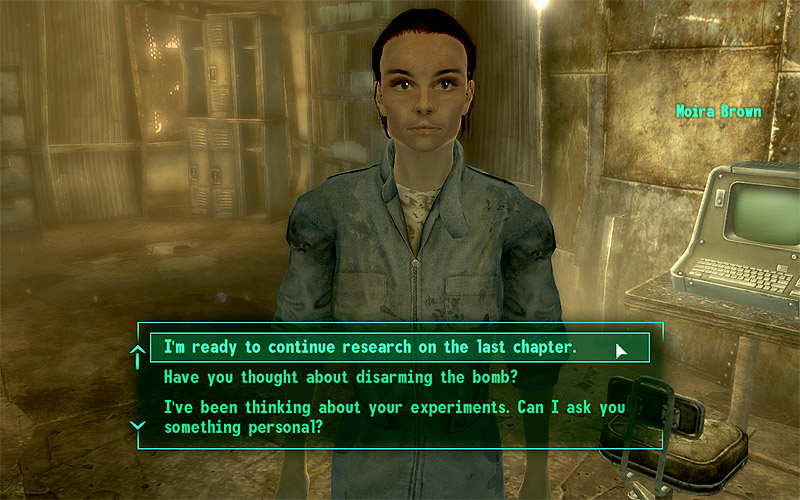 Moira Brown
I'm ready to continue research on the last chapter.
Have you thought about disarming the bomb?
I've been thinking about your experiments. Can I ask you
something personal?